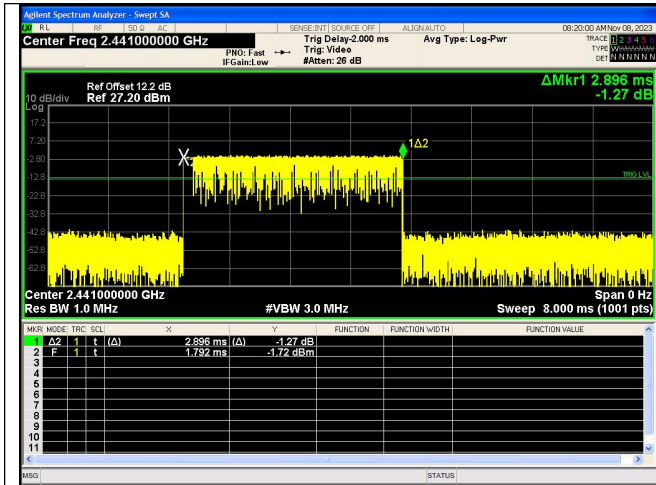 Agilent Spectrum Analyzer - Swept SA
RL RF 50 Ω AC SENSE:INT SOURCE OFF ALIGN AUTO 08:20:00 AM Nov 08, 2023
Center Freq 2.441000000 GHz
PNO: Fast
IFGain:Low
Trig Delay-2.000 ms
Trig: Video
#Atten: 26 dB
Avg Type: Log-Pwr
TRACE 1 2 3 4 5 6
TYPE
DET N N N N N N
ΔMkr1 2.896 ms
-1.27 dB
Ref Offset 12.2 dB
10 dB/div Ref 27.20 dBm
Log
17.2
7.20
-2.80
-12.8
-22.8
-32.8
-42.8
-52.8
-62.8
1Δ2
TRIG LVL
Center 2.441000000 GHz Span 0 Hz
Res BW 1.0 MHz #VBW 3.0 MHz Sweep 8.000 ms (1001 pts)
MKR MODE TRC SCL X Y FUNCTION FUNCTION WIDTH FUNCTION VALUE
1 Δ2 1 t (Δ) 2.896 ms (Δ) -1.27 dB
2 F 1 t 1.792 ms -1.72 dBm
3
4
5
6
7
8
9
10
11
MSG STATUS